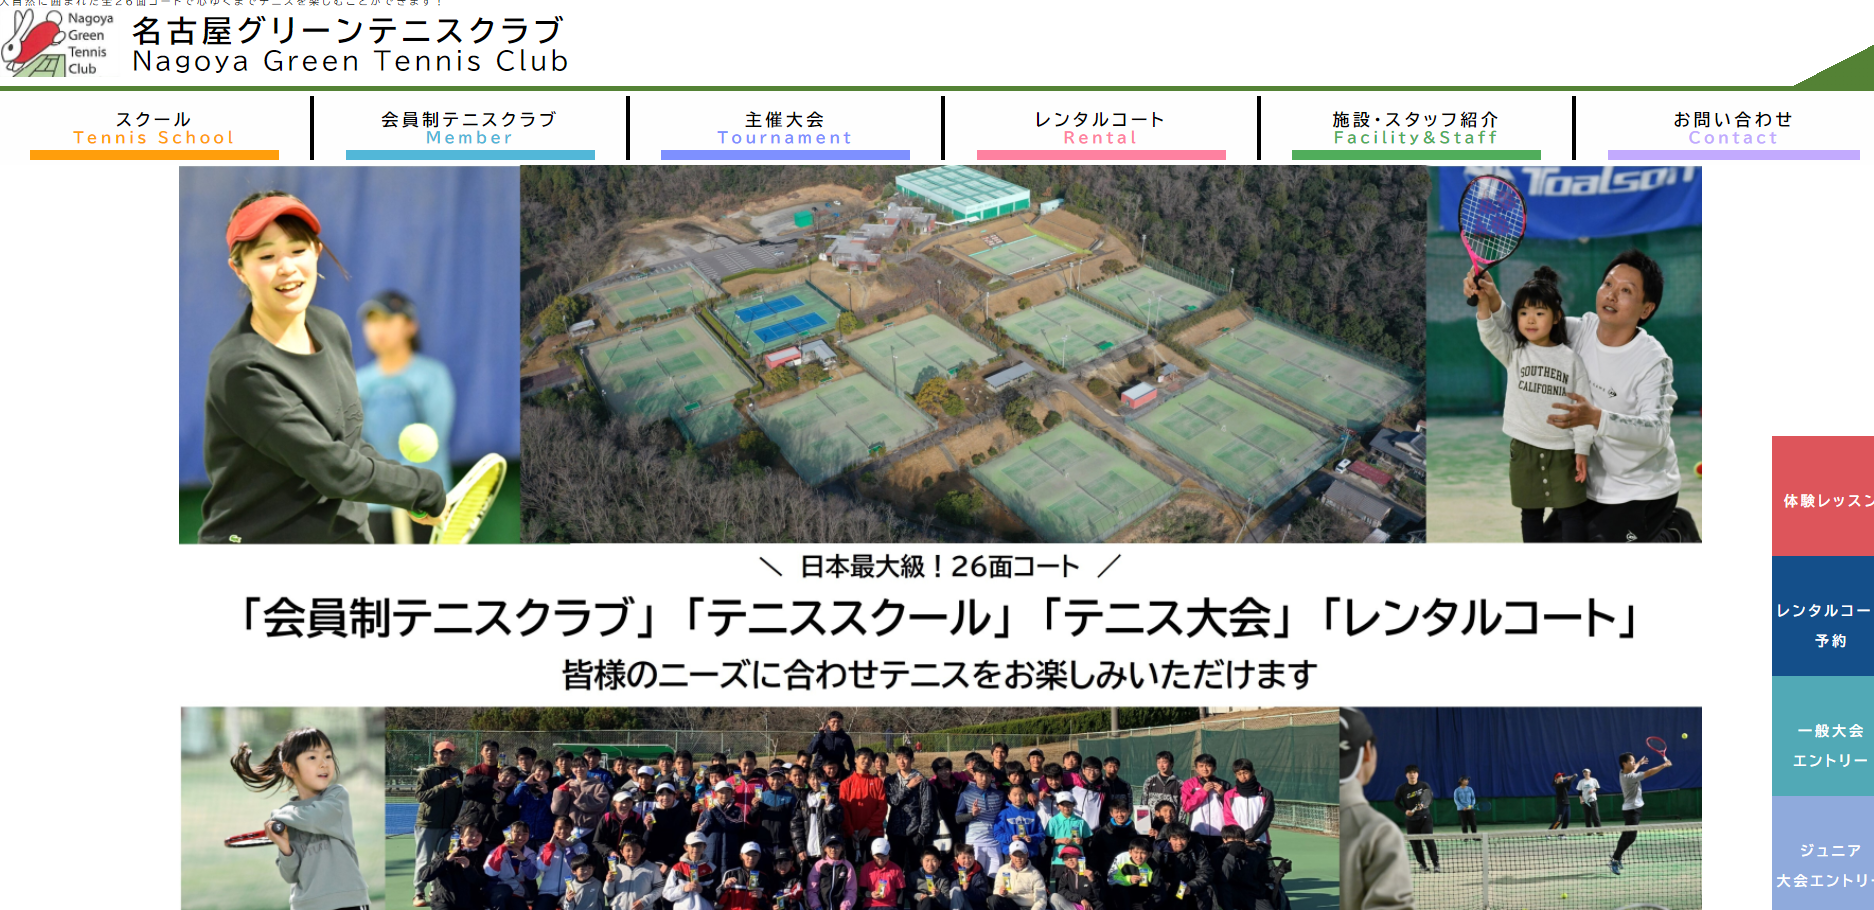 大自然に囲まれた全26面コートで心ゆくまでテニスを楽しむことができます！
Nagoya
Green
Tennis
Club
名古屋グリーンテニスクラブ
Nagoya Green Tennis Club
スクール
Tennis School
会員制テニスクラブ
Member
主催大会
Tournament
レンタルコート
Rental
施設・スタッフ紹介
Facility&Staff
お問い合わせ
Contact
Toalson
SOUTHERN
CALIFORNIA
＼ 日本最大級！26面コート ／
「会員制テニスクラブ」「テニススクール」「テニス大会」「レンタルコート」
皆様のニーズに合わせテニスをお楽しみいただけます
体験レッスン
レンタルコー
予約
一般大会
エントリー
ジュニア
大会エントリー